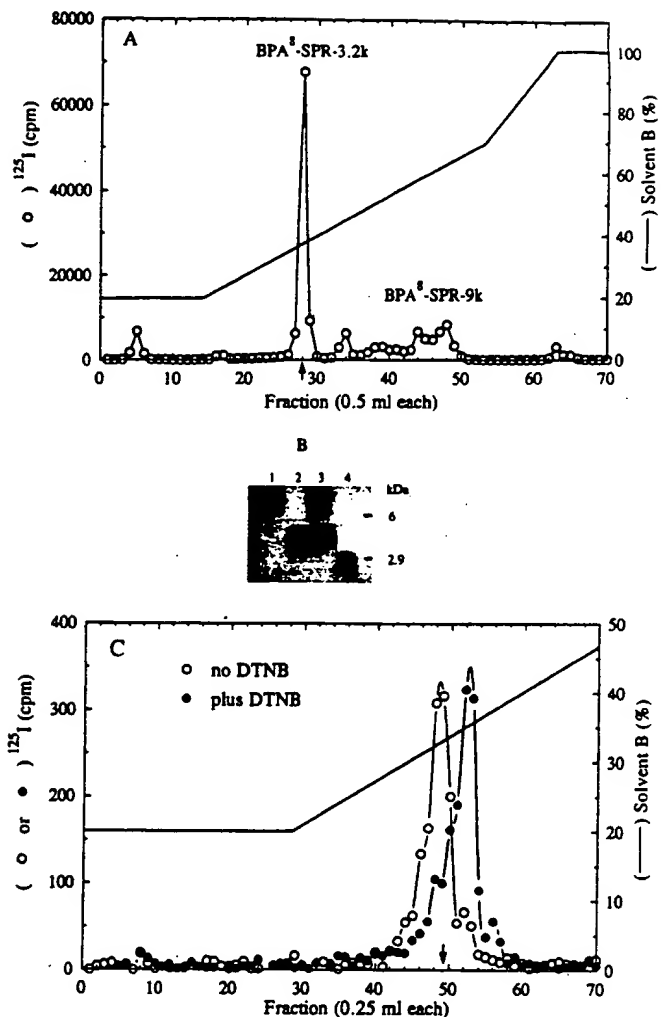 A
BPA⁸-SPR-3.2k
BPA⁸-SPR-9k
( o ) ¹²⁵I (cpm)
80000
60000
40000
20000
0
(——) Solvent B (%)
100
80
60
40
20
0
0 10 20 30 40 50 60 70
Fraction (0.5 ml each)
B
1 2 3 4 kDa
6
2.9
C
o no DTNB
● plus DTNB
( o or ● ) ¹²⁵I (cpm)
400
300
200
100
0
(——) Solvent B (%)
50
40
30
20
10
0
0 10 20 30 40 50 60 70
Fraction (0.25 ml each)